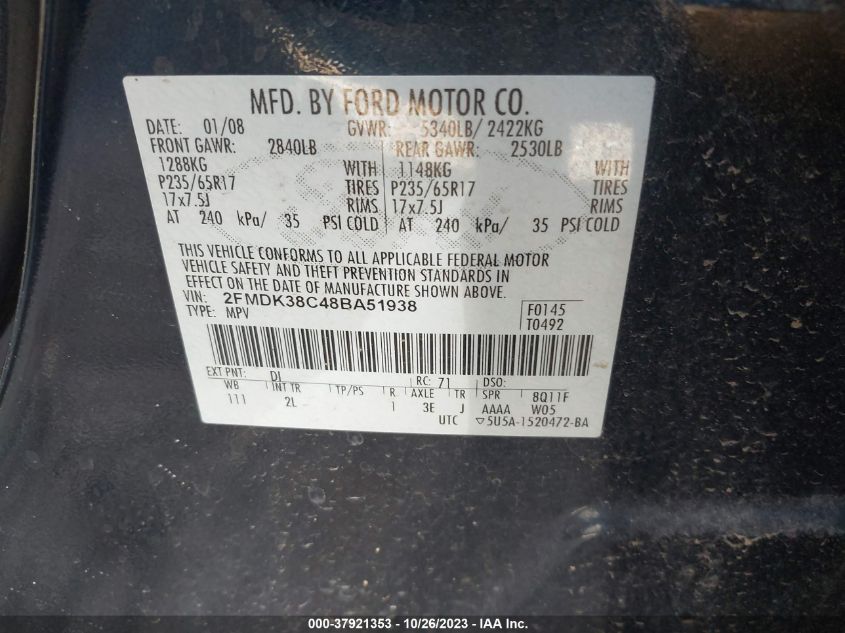 MFD. BY FORD MOTOR CO.
DATE: 01/08 GVWR: 5340LB/ 2422KG
FRONT GAWR: 2840LB REAR GAWR: 2530LB
1288KG WITH 1148KG WITH
P235/65R17 TIRES P235/65R17 TIRES
17x7.5J RIMS 17x7.5J RIMS
AT 240 kPa/ 35 PSI COLD AT 240 kPa/ 35 PSI COLD
THIS VEHICLE CONFORMS TO ALL APPLICABLE FEDERAL MOTOR
VEHICLE SAFETY AND THEFT PREVENTION STANDARDS IN
EFFECT ON THE DATE OF MANUFACTURE SHOWN ABOVE.
VIN: 2FMDK38C48BA51938 F0145
TYPE: MPV T0492
EXT PNT: DJ RC: 71 DSO:
WB INT TR TP/PS R AXLE TR SPR 8Q11F
111 2L 1 3E J AAAA W05
UTC ▽5U5A-1520472-BA
000-37921353 - 10/26/2023 - IAA Inc.